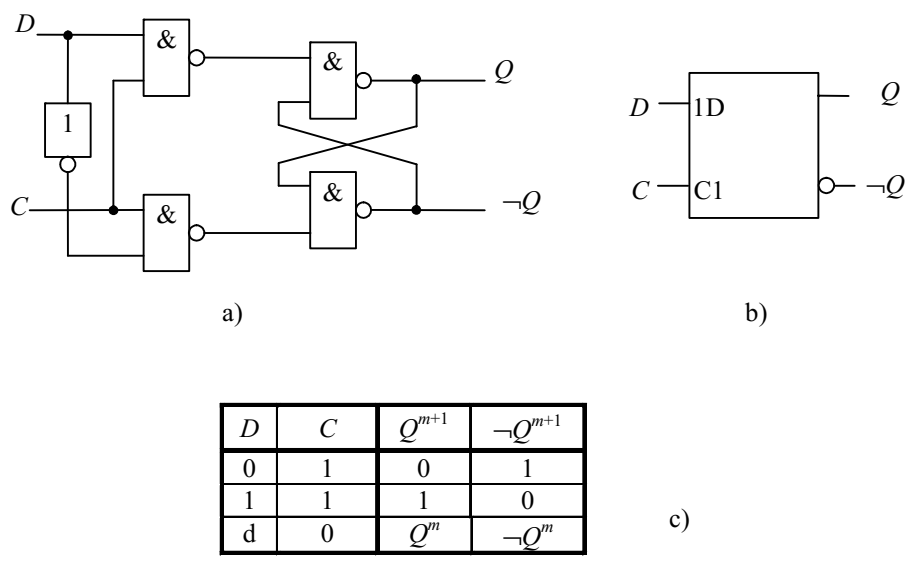 D
&
&
Q
1
C
&
&
¬Q
a)
D 1D Q
C C1 ¬Q
b)
D C Q^{m+1} ¬Q^{m+1}
0 1 0 1
1 1 1 0
d 0 Q^m ¬Q^m
c)